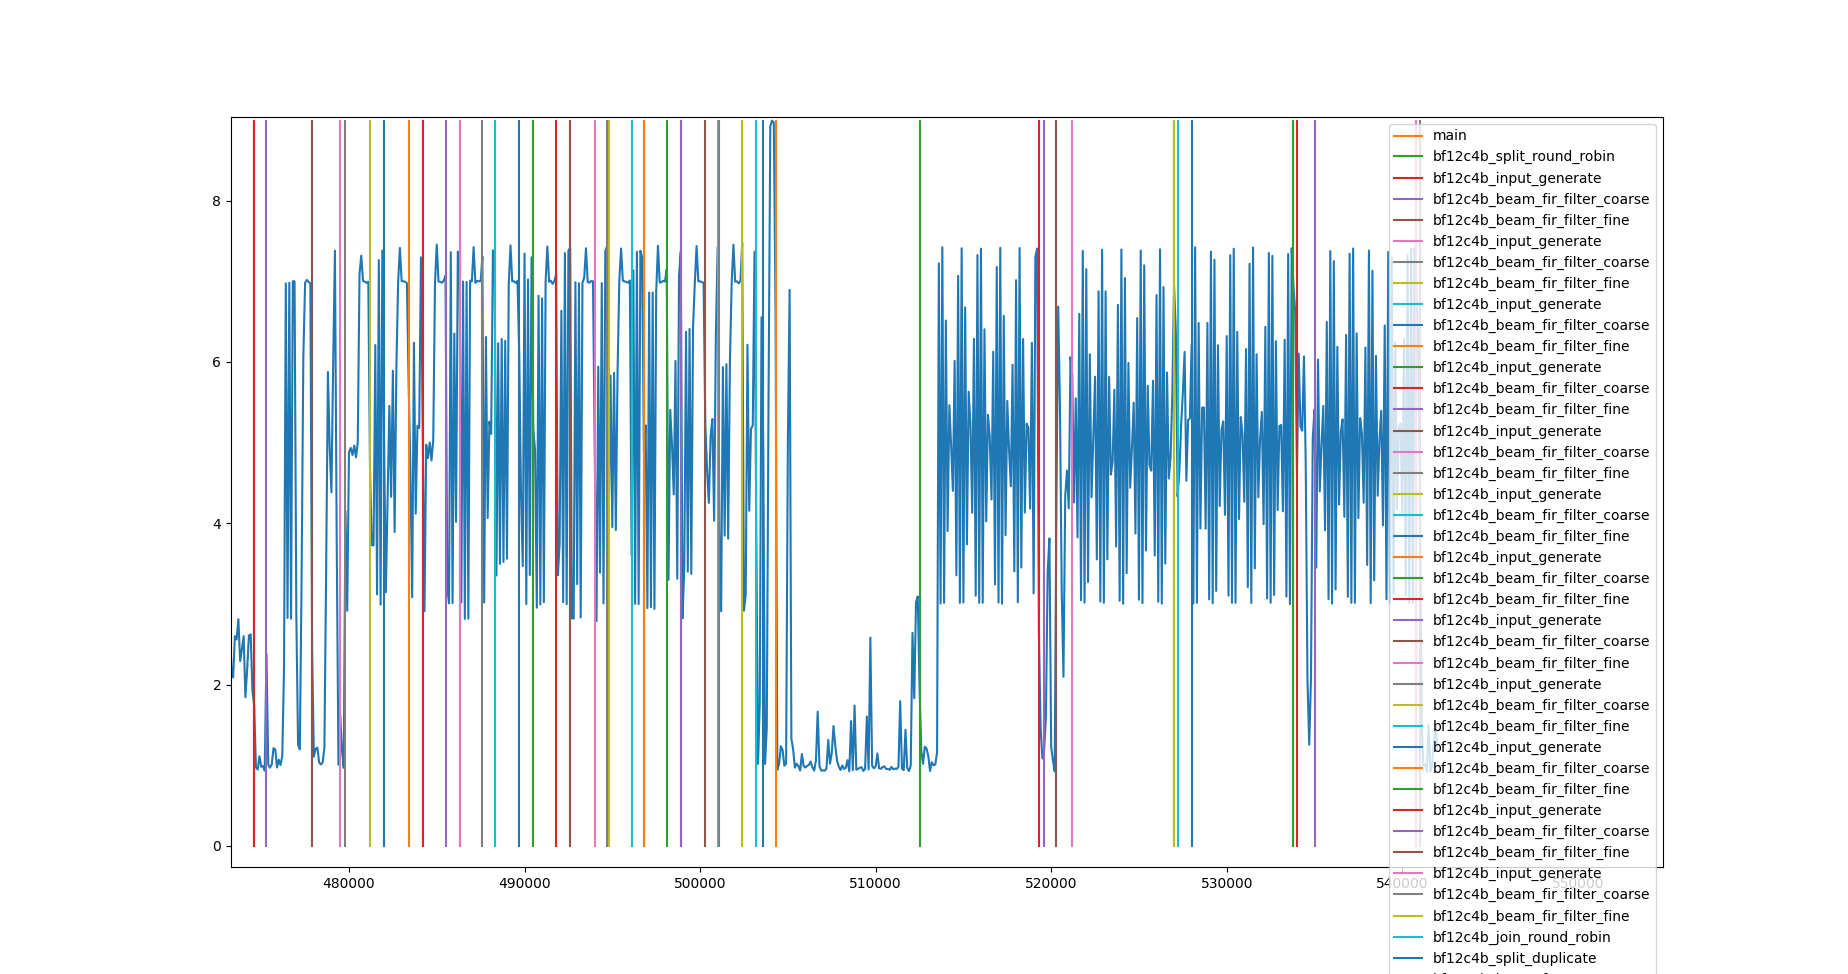 8
6
4
2
0
480000
490000
500000
510000
520000
530000
540000
550000
main
bf12c4b_split_round_robin
bf12c4b_input_generate
bf12c4b_beam_fir_filter_coarse
bf12c4b_beam_fir_filter_fine
bf12c4b_input_generate
bf12c4b_beam_fir_filter_coarse
bf12c4b_beam_fir_filter_fine
bf12c4b_input_generate
bf12c4b_beam_fir_filter_coarse
bf12c4b_beam_fir_filter_fine
bf12c4b_input_generate
bf12c4b_beam_fir_filter_coarse
bf12c4b_beam_fir_filter_fine
bf12c4b_input_generate
bf12c4b_beam_fir_filter_coarse
bf12c4b_beam_fir_filter_fine
bf12c4b_input_generate
bf12c4b_beam_fir_filter_coarse
bf12c4b_beam_fir_filter_fine
bf12c4b_input_generate
bf12c4b_beam_fir_filter_coarse
bf12c4b_beam_fir_filter_fine
bf12c4b_input_generate
bf12c4b_beam_fir_filter_coarse
bf12c4b_beam_fir_filter_fine
bf12c4b_input_generate
bf12c4b_beam_fir_filter_coarse
bf12c4b_beam_fir_filter_fine
bf12c4b_input_generate
bf12c4b_beam_fir_filter_coarse
bf12c4b_beam_fir_filter_fine
bf12c4b_input_generate
bf12c4b_beam_fir_filter_coarse
bf12c4b_beam_fir_filter_fine
bf12c4b_input_generate
bf12c4b_beam_fir_filter_coarse
bf12c4b_beam_fir_filter_fine
bf12c4b_join_round_robin
bf12c4b_split_duplicate